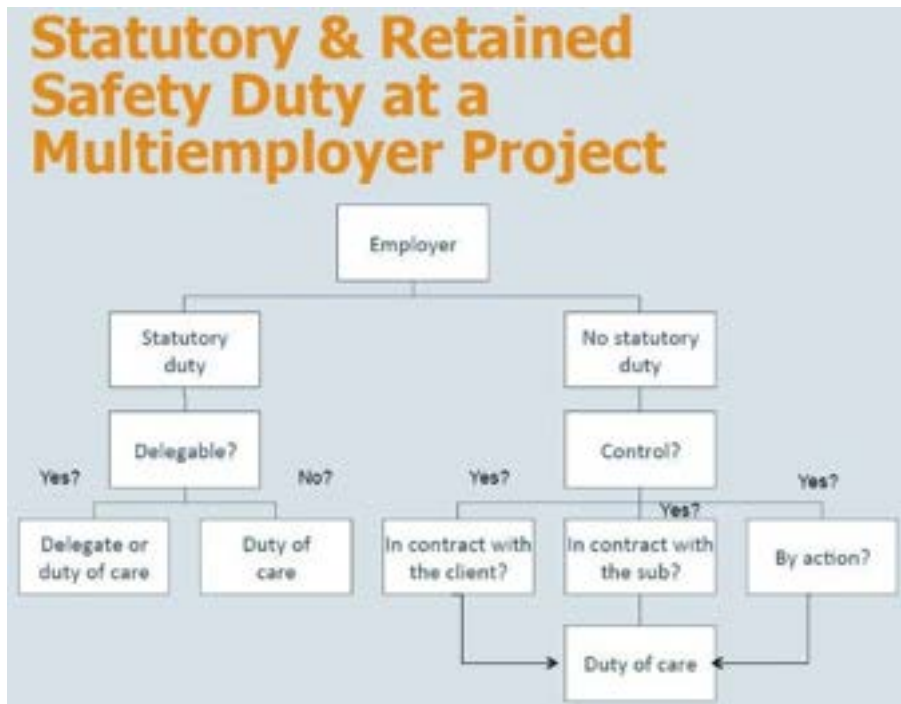 Statutory & Retained
Safety Duty at a
Multiemployer Project
Employer
Statutory
duty
No statutory
duty
Delegable?
Control?
Yes?
No?
Yes?
Yes?
Yes?
Delegate or
duty of care
Duty of
care
In contract with
the client?
In contract with
the sub?
By action?
Duty of care